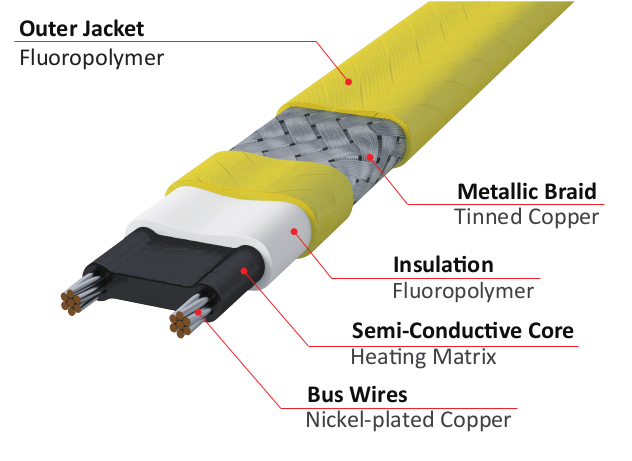 Outer Jacket
Fluoropolymer
Metallic Braid
Tinned Copper
Insulation
Fluoropolymer
Semi-Conductive Core
Heating Matrix
Bus Wires
Nickel-plated Copper